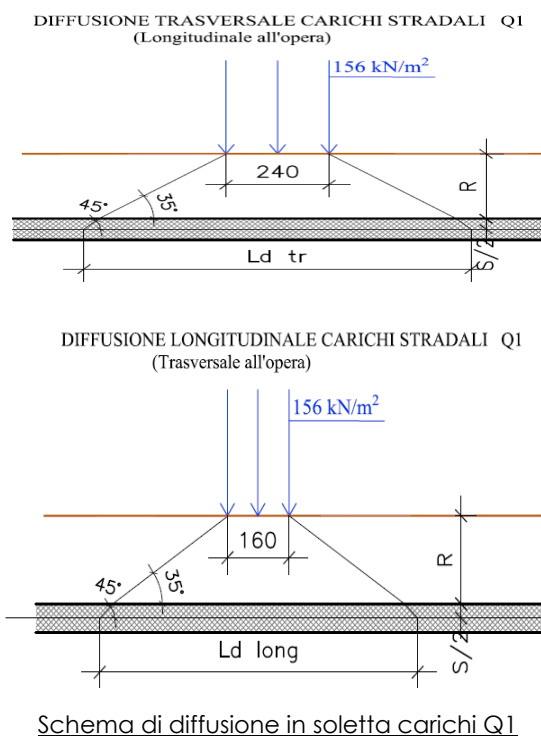 DIFFUSIONE TRASVERSALE CARICHI STRADALI Q1
(Longitudinale all'opera)
156 kN/m²
240
R
45°
35°
Ld tr
S/2
DIFFUSIONE LONGITUDINALE CARICHI STRADALI Q1
(Trasversale all'opera)
156 kN/m²
160
R
45°
35°
Ld long
S/2
Schema di diffusione in soletta carichi Q1